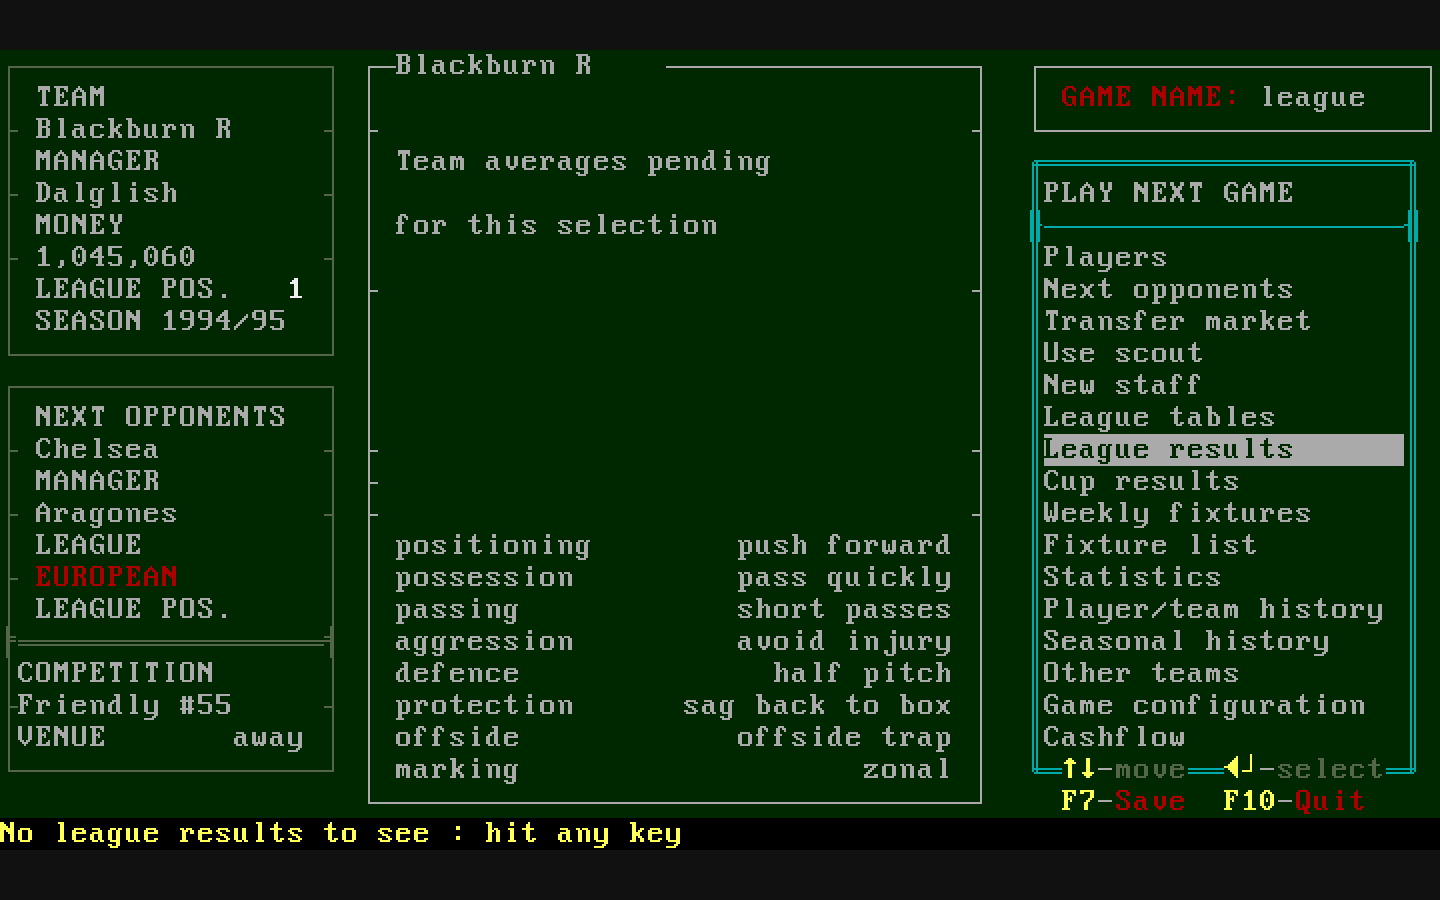 TEAM
Blackburn R
MANAGER
Dalglish
MONEY
1,045,060
LEAGUE POS. 1
SEASON 1994/95
NEXT OPPONENTS
Chelsea
MANAGER
Aragones
LEAGUE
EUROPEAN
LEAGUE POS.
COMPETITION
Friendly #55
VENUE away
Blackburn R
Team averages pending
for this selection
positioning push forward
possession pass quickly
passing short passes
aggression avoid injury
defence half pitch
protection sag back to box
offside offside trap
marking zonal
GAME NAME: league
PLAY NEXT GAME
Players
Next opponents
Transfer market
Use scout
New staff
League tables
League results
Cup results
Weekly fixtures
Fixture list
Statistics
Player/team history
Seasonal history
Other teams
Game configuration
Cashflow
↑↓-move ◄┘-select
F7-Save F10-Quit
No league results to see : hit any key